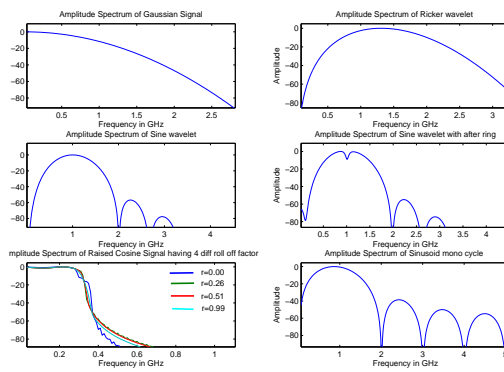 Amplitude Spectrum of Gaussian Signal
0
−20
−40
−60
−80
0.5 1 1.5 2 2.5
Frequency in GHz
Amplitude Spectrum of Ricker wavelet
Amplitude
0
−20
−40
−60
−80
0.5 1 1.5 2 2.5 3
Frequency in GHz
Amplitude Spectrum of Sine wavelet
0
−20
−40
−60
−80
1 2 3 4
Frequency in GHz
Amplitude Spectrum of Sine wavelet with after ring
Amplitude
0
−20
−40
−60
−80
0.5 1 1.5 2 2.5 3 3.5 4
Frequency in GHz
mplitude Spectrum of Raised Cosine Signal having 4 diff roll off factor
0
−20
−40
−60
−80
r=0.00
r=0.26
r=0.51
r=0.99
0.2 0.4 0.6 0.8 1
Frequency in GHz
Amplitude Spectrum of Sinusoid mono cycle
Amplitude
0
−20
−40
−60
−80
1 2 3 4 5
Frequency in GHz